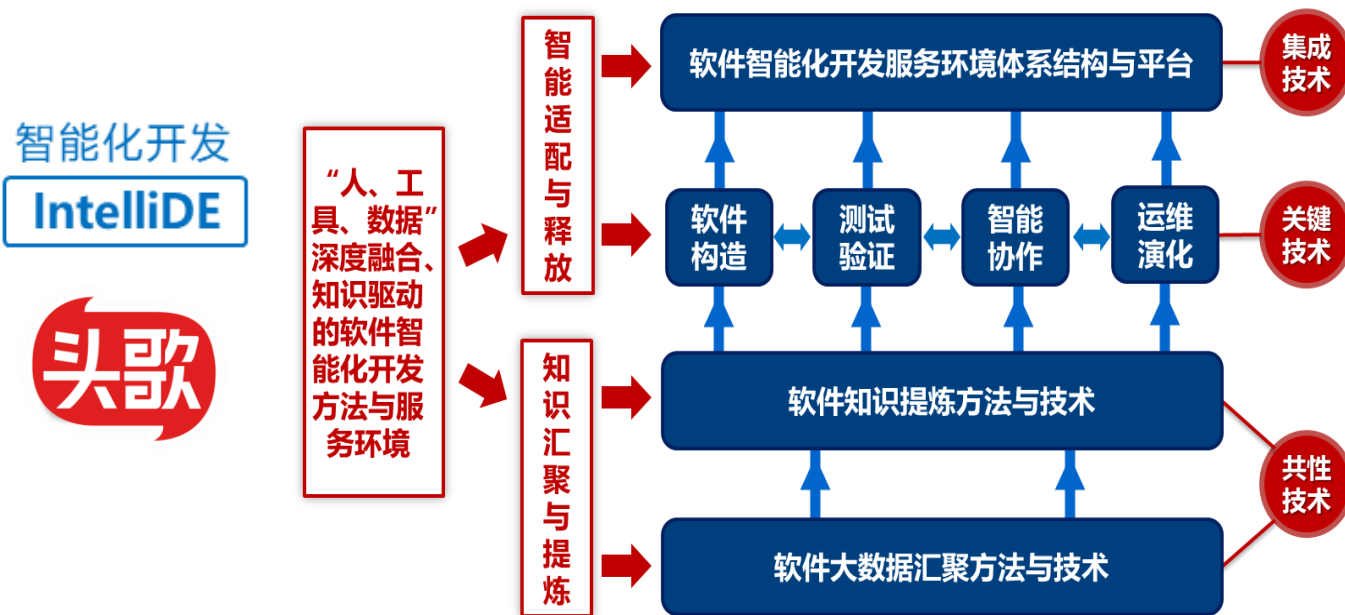 智能化开发
IntelliDE
头歌
“人、工
具、数据”
深度融合、
知识驱动
的软件智
能化开发
方法与服
务环境
智能适配与释放
知识汇聚与提炼
软件智能化开发服务环境体系结构与平台
集成
技术
软件
构造
测试
验证
智能
协作
运维
演化
关键
技术
软件知识提炼方法与技术
共性
技术
软件大数据汇聚方法与技术